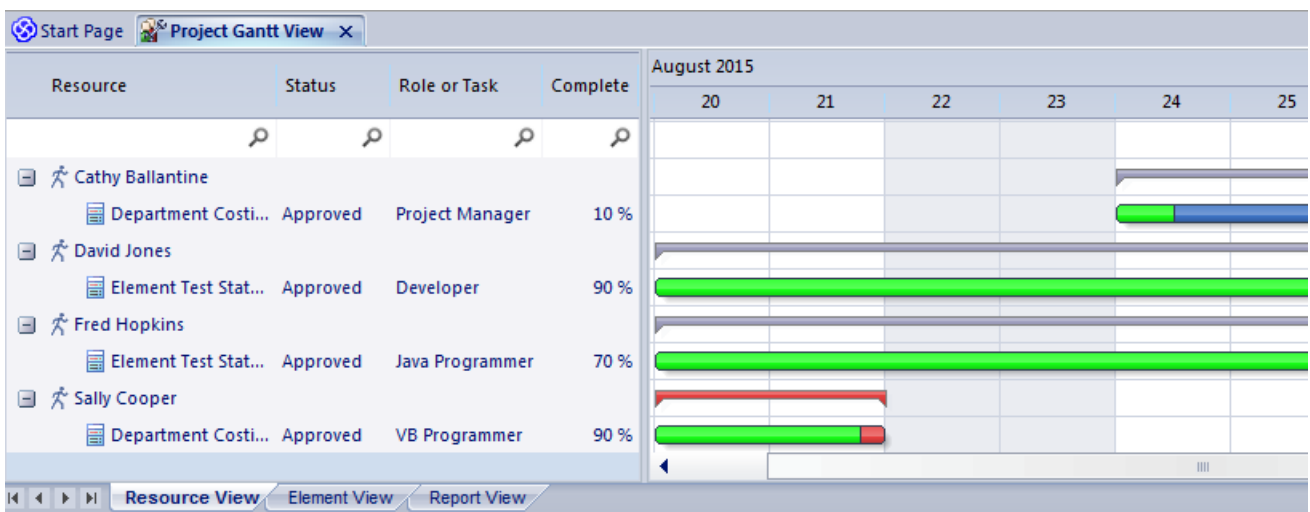 Start Page Project Gantt View X
Resource Status Role or Task Complete August 2015
20 21 22 23 24 25
Cathy Ballantine
Department Costi... Approved Project Manager 10 %
David Jones
Element Test Stat... Approved Developer 90 %
Fred Hopkins
Element Test Stat... Approved Java Programmer 70 %
Sally Cooper
Department Costi... Approved VB Programmer 90 %
Resource View Element View Report View